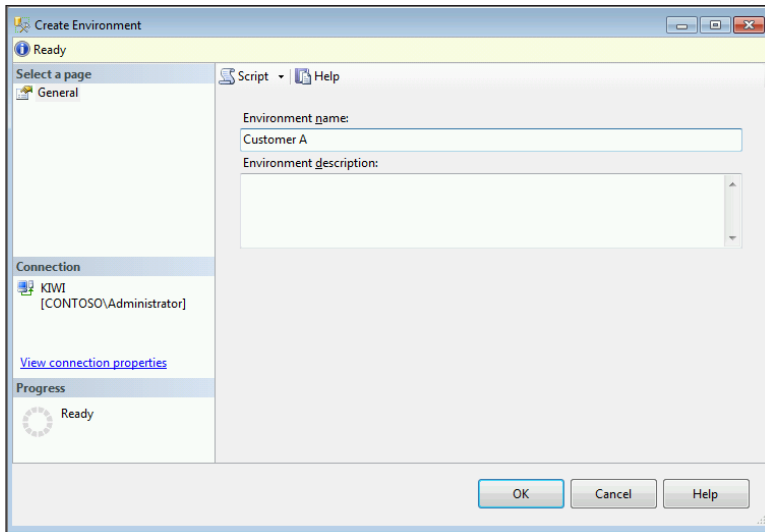 Create Environment
Ready
Select a page
General
Script
Help
Environment name:
Customer A
Environment description:
Connection
KIWI
[CONTOSO\Administrator]
View connection properties
Progress
Ready
OK
Cancel
Help